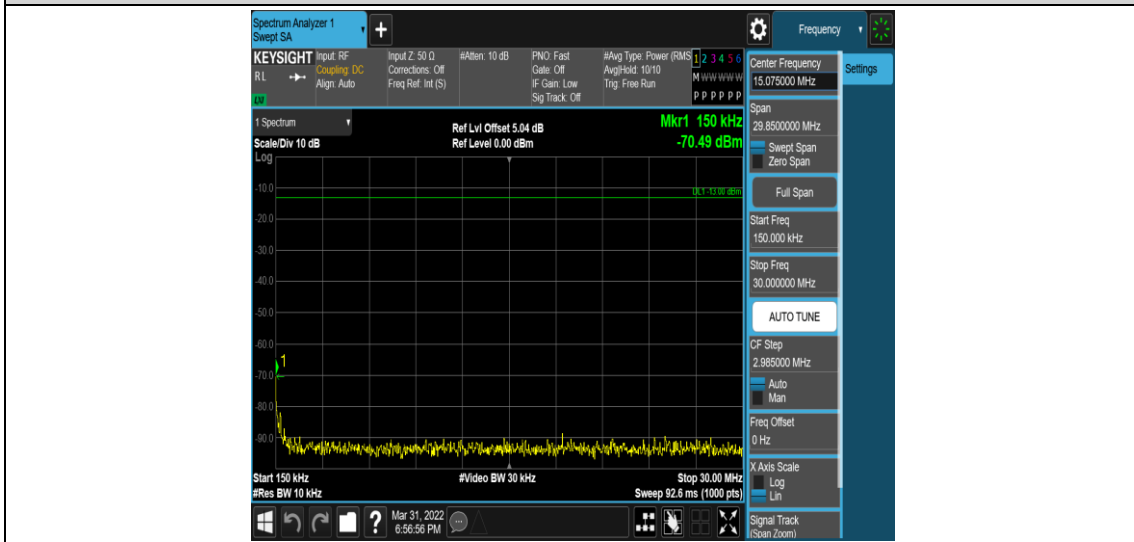 Spectrum Analyzer 1
Swept SA
Frequency
KEYSIGHT
RL
Input: RF
Coupling: DC
Align: Auto
Input Z: 50 Ω
Corrections: Off
Freq Ref: Int (S)
#Atten: 10 dB
PNO: Fast
Gate: Off
IF Gain: Low
Sig Track: Off
#Avg Type: Power (RMS
Avg|Hold: 10/10
Trig: Free Run
1 2 3 4 5 6
M W W W W W
P P P P P P
1 Spectrum
Scale/Div 10 dB
Log
Ref Lvl Offset 5.04 dB
Ref Level 0.00 dBm
Mkr1 150 kHz
-70.49 dBm
DL1 -13.00 dBm
-10.0
-20.0
-30.0
-40.0
-50.0
-60.0
-70.0
-80.0
-90.0
1
Start 150 kHz
#Res BW 10 kHz
#Video BW 30 kHz
Stop 30.00 MHz
Sweep 92.6 ms (1000 pts)
Mar 31, 2022
6:56:56 PM
Center Frequency
15.075000 MHz
Settings
Span
29.8500000 MHz
Swept Span
Zero Span
Full Span
Start Freq
150.000 kHz
Stop Freq
30.000000 MHz
AUTO TUNE
CF Step
2.985000 MHz
Auto
Man
Freq Offset
0 Hz
X Axis Scale
Log
Lin
Signal Track
(Span Zoom)